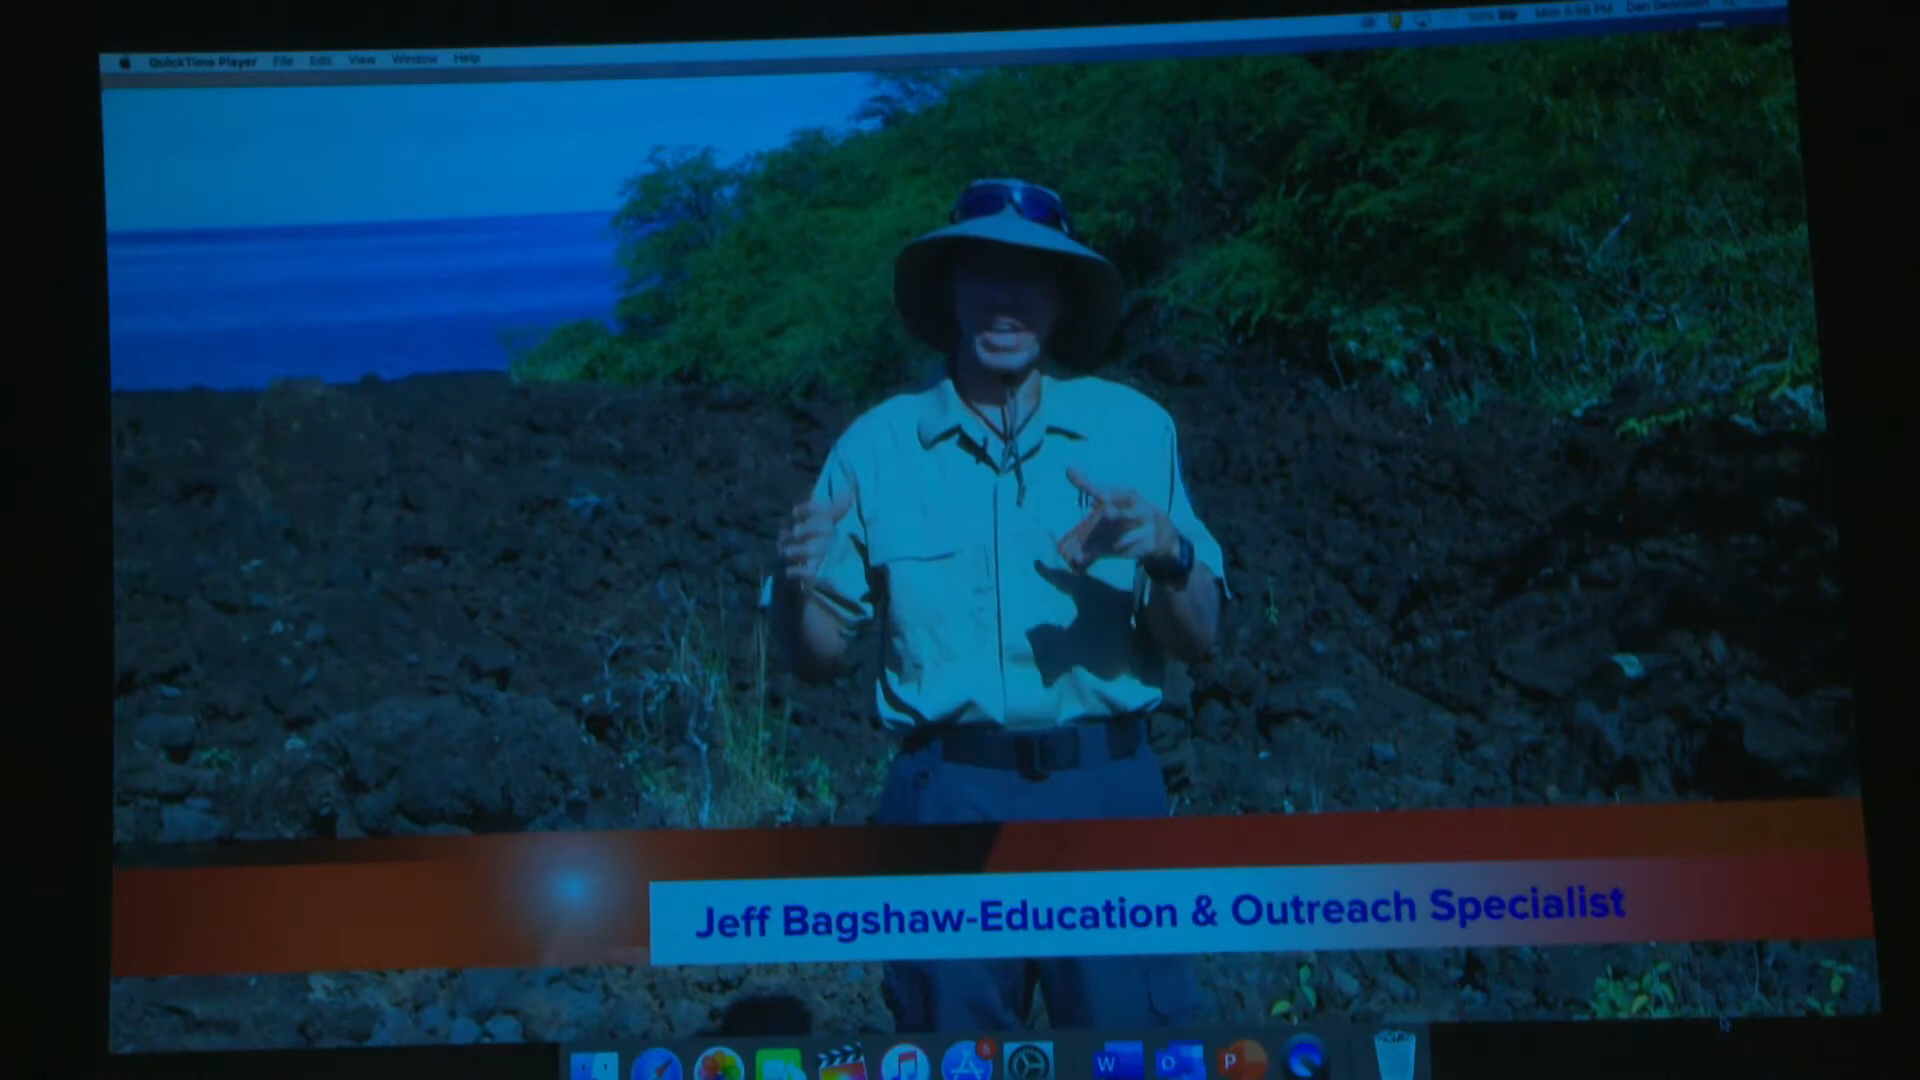 QuickTime Player File Edit View Window Help
Jeff Bagshaw-Education & Outreach Specialist
W
O
P